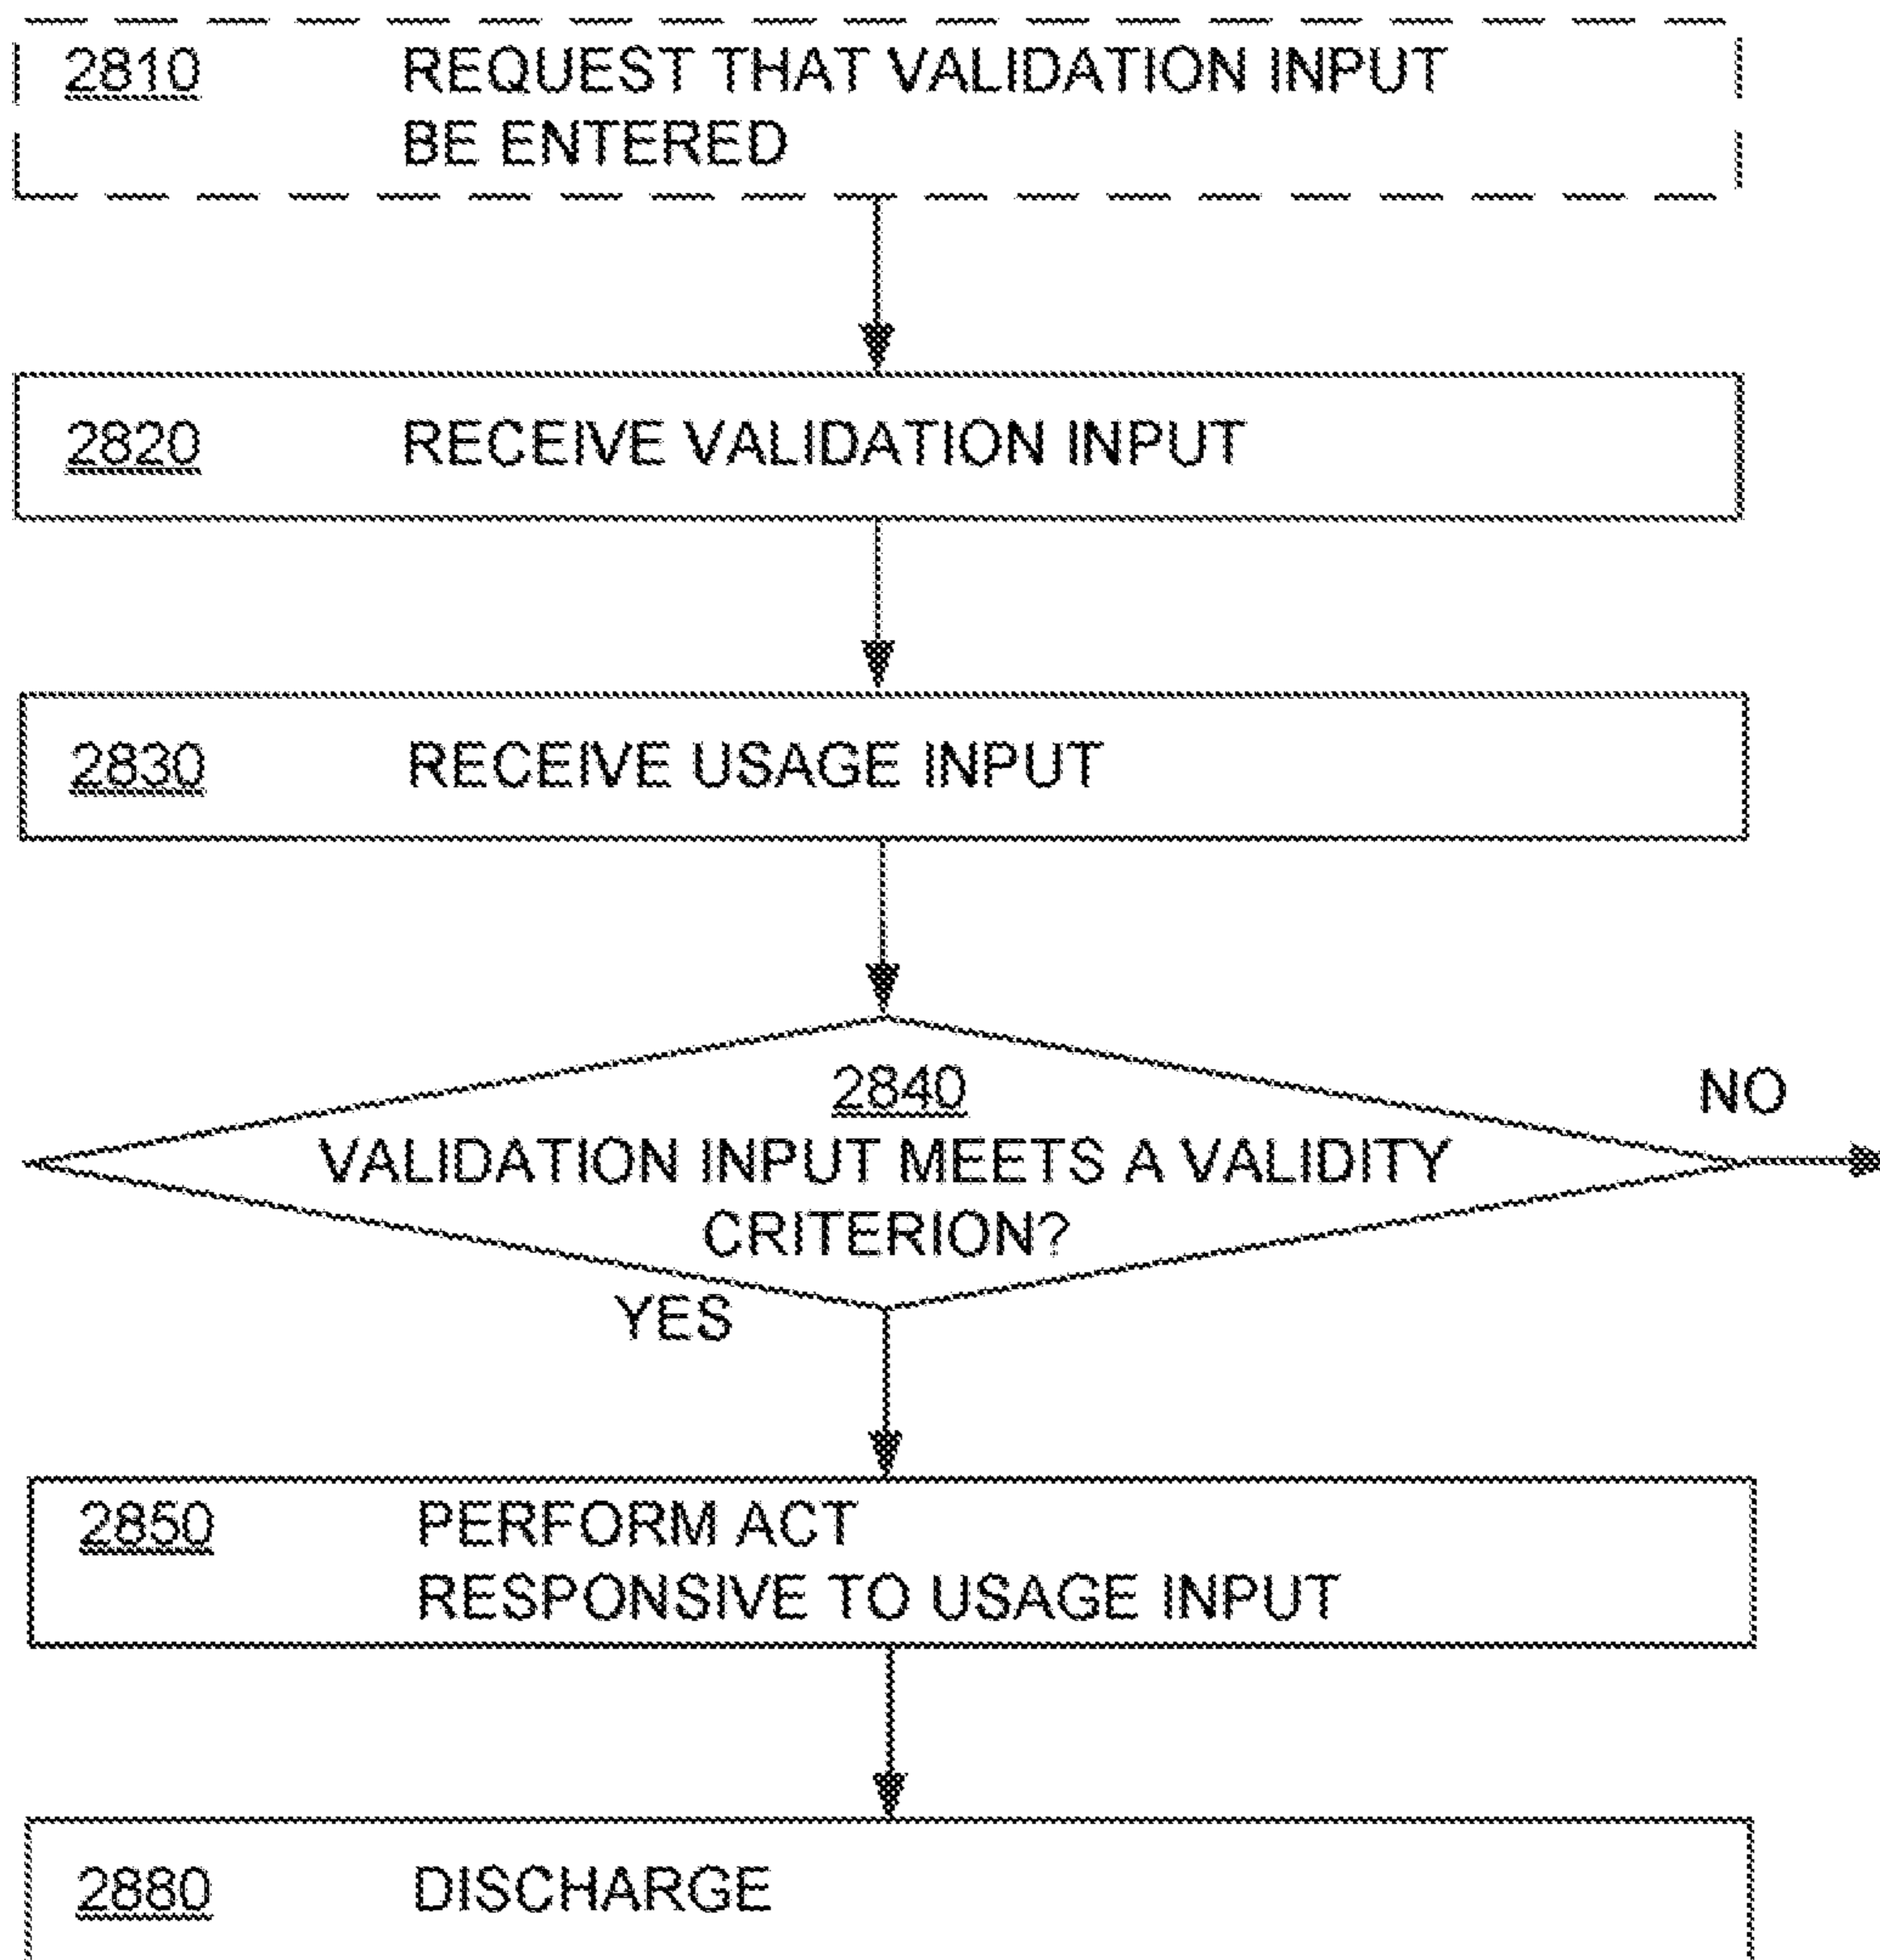 2810 REQUEST THAT VALIDATION INPUT
BE ENTERED
2820 RECEIVE VALIDATION INPUT
2830 RECEIVE USAGE INPUT
2840
VALIDATION INPUT MEETS A VALIDITY
CRITERION?
NO
YES
2850 PERFORM ACT
RESPONSIVE TO USAGE INPUT
2880 DISCHARGE